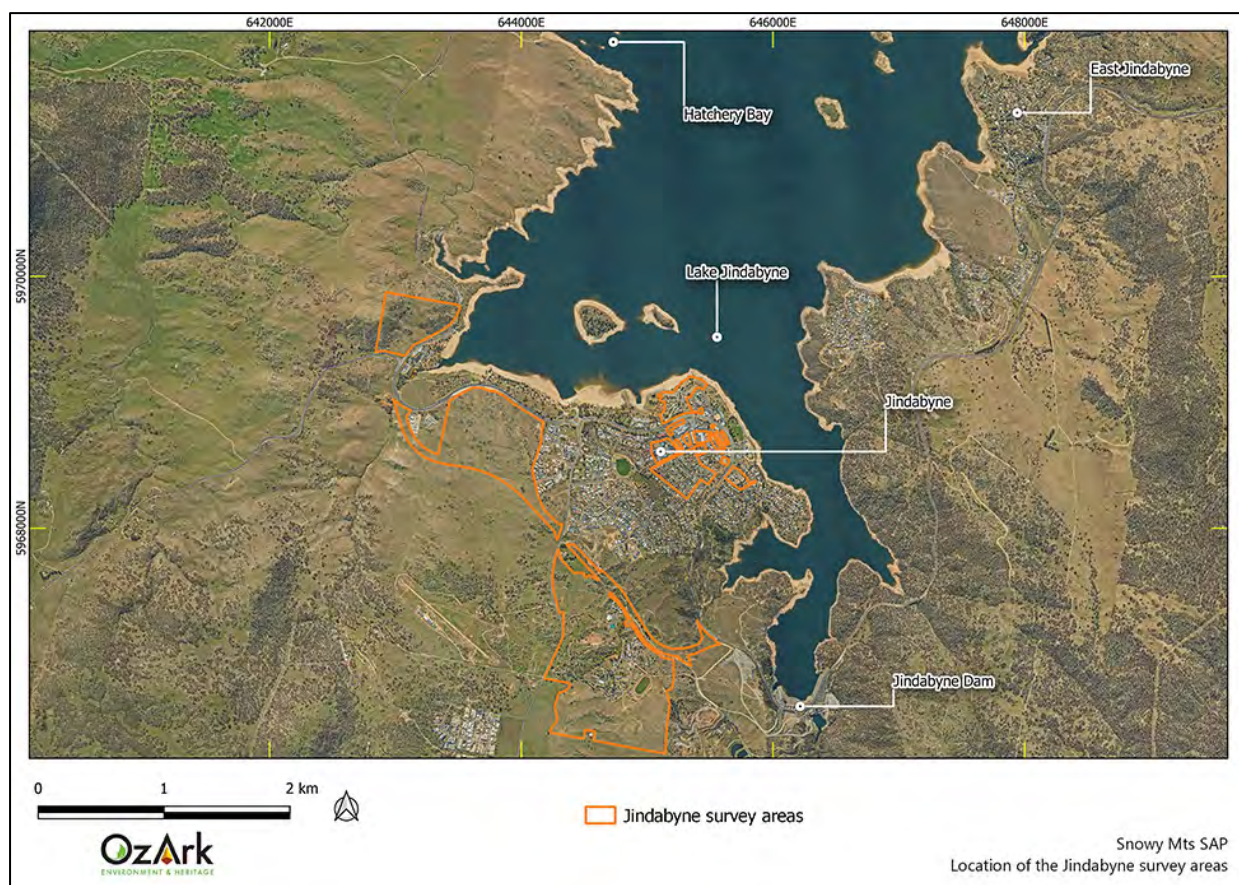 642000E
644000E
646000E
648000E
East Jindabyne
Hatchery Bay
5970000N
Lake Jindabyne
Jindabyne
5968000N
Jindabyne Dam
0
1
2 km
Jindabyne survey areas
OzArk
ENVIRONMENT & HERITAGE
Snowy Mts SAP
Location of the Jindabyne survey areas